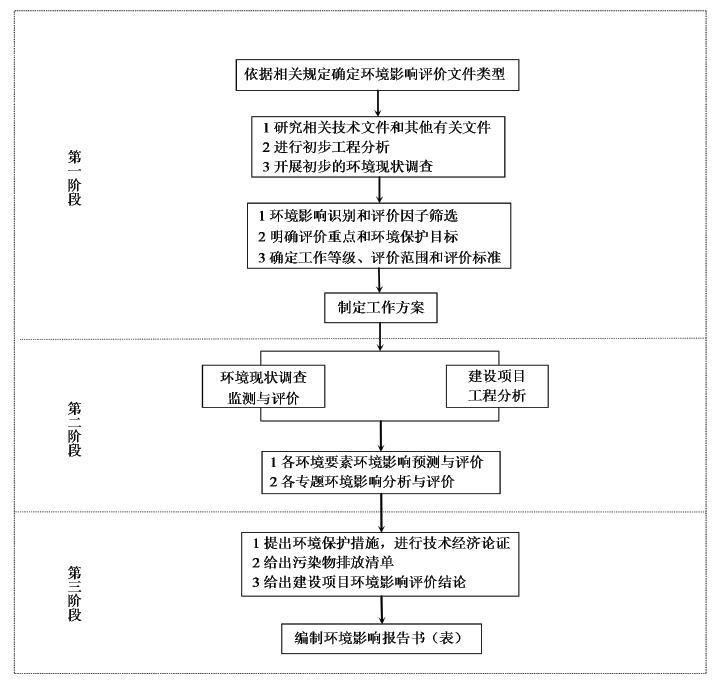 第一阶段
依据相关规定确定环境影响评价文件类型
1 研究相关技术文件和其他有关文件
2 进行初步工程分析
3 开展初步的环境现状调查
1 环境影响识别和评价因子筛选
2 明确评价重点和环境保护目标
3 确定工作等级、评价范围和评价标准
制定工作方案
第二阶段
环境现状调查
监测与评价
建设项目
工程分析
1 各环境要素环境影响预测与评价
2 各专题环境影响分析与评价
第三阶段
1 提出环境保护措施，进行技术经济论证
2 给出污染物排放清单
3 给出建设项目环境影响评价结论
编制环境影响报告书（表）